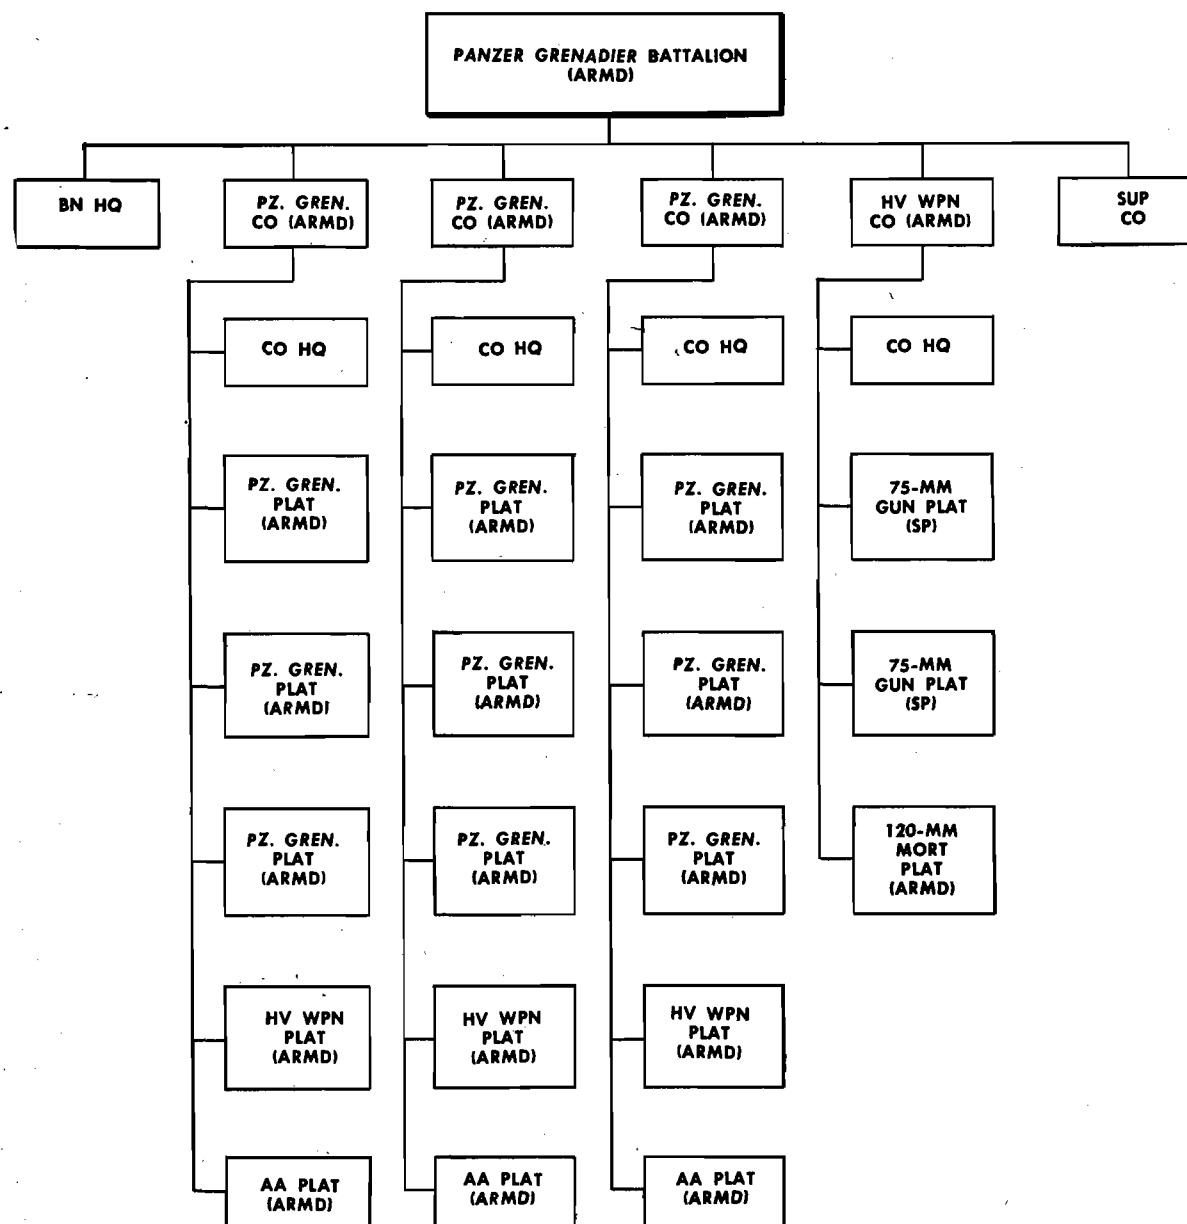 PANZER GRENADIER BATTALION
(ARMD)
BN HQ
PZ. GREN.
CO (ARMD)
PZ. GREN.
CO (ARMD)
PZ. GREN.
CO (ARMD)
HV WPN
CO (ARMD)
SUP
CO
CO HQ
CO HQ
CO HQ
CO HQ
PZ. GREN.
PLAT
(ARMD)
PZ. GREN.
PLAT
(ARMD)
PZ. GREN.
PLAT
(ARMD)
75-MM
GUN PLAT
(SP)
PZ. GREN.
PLAT
(ARMD)
PZ. GREN.
PLAT
(ARMD)
PZ. GREN.
PLAT
(ARMD)
75-MM
GUN PLAT
(SP)
PZ. GREN.
PLAT
(ARMD)
PZ. GREN.
PLAT
(ARMD)
PZ. GREN.
PLAT
(ARMD)
120-MM
MORT
PLAT
(ARMD)
HV WPN
PLAT
(ARMD)
HV WPN
PLAT
(ARMD)
HV WPN
PLAT
(ARMD)
AA PLAT
(ARMD)
AA PLAT
(ARMD)
AA PLAT
(ARMD)